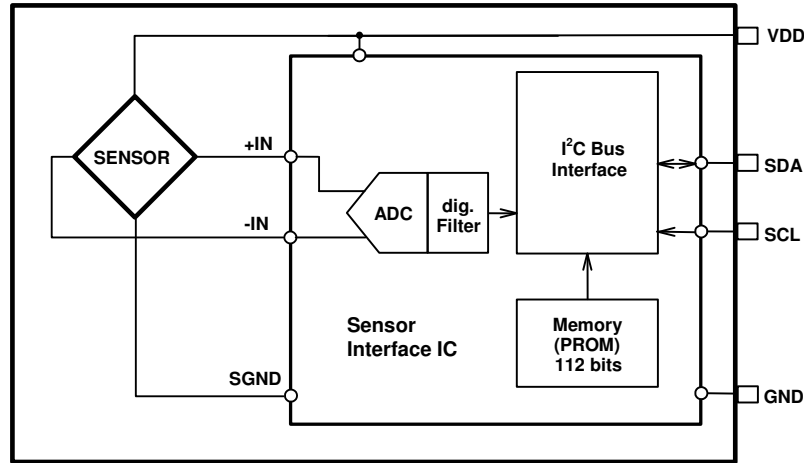 VDD
SENSOR
+IN
-IN
ADC
dig.
Filter
I²C Bus
Interface
SDA
SCL
Sensor
Interface IC
Memory
(PROM)
112 bits
SGND
GND